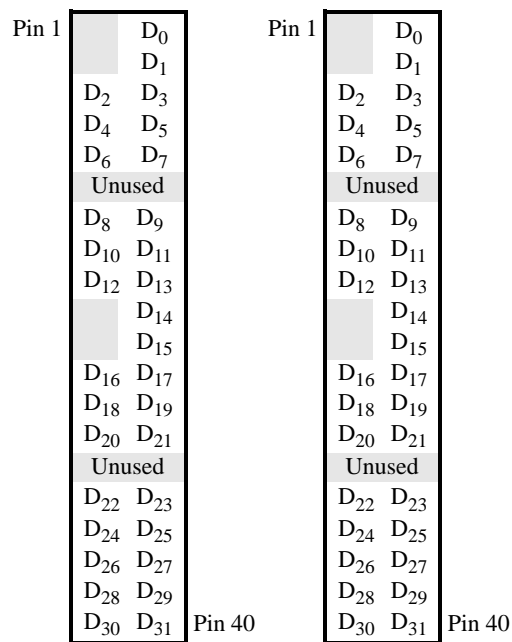 Pin 1 D₀ Pin 1 D₀
D₁ D₁
D₂ D₃ D₂ D₃
D₄ D₅ D₄ D₅
D₆ D₇ D₆ D₇
Unused Unused
D₈ D₉ D₈ D₉
D₁₀ D₁₁ D₁₀ D₁₁
D₁₂ D₁₃ D₁₂ D₁₃
D₁₄ D₁₄
D₁₅ D₁₅
D₁₆ D₁₇ D₁₆ D₁₇
D₁₈ D₁₉ D₁₈ D₁₉
D₂₀ D₂₁ D₂₀ D₂₁
Unused Unused
D₂₂ D₂₃ D₂₂ D₂₃
D₂₄ D₂₅ D₂₄ D₂₅
D₂₆ D₂₇ D₂₆ D₂₇
D₂₈ D₂₉ D₂₈ D₂₉
D₃₀ D₃₁ Pin 40 D₃₀ D₃₁ Pin 40